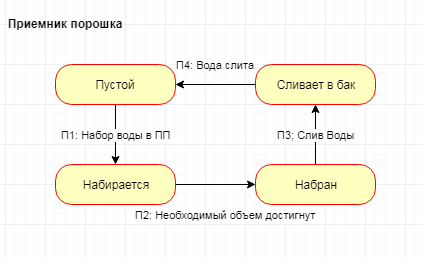 Приемник порошка
П4: Вода слита
Пустой
Сливает в бак
П1: Набор воды в ПП
П3; Слив Воды
Набирается
Набран
П2: Необходимый объем достигнут